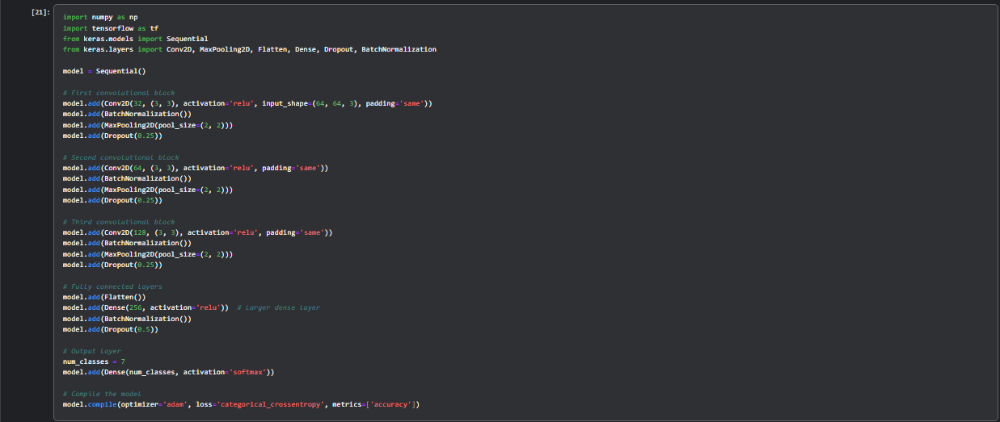 [21]:
import numpy as np
import tensorflow as tf
from keras.models import Sequential
from keras.layers import Conv2D, MaxPooling2D, Flatten, Dense, Dropout, BatchNormalization
model = Sequential()
# First convolutional block
model.add(Conv2D(32, (3, 3), activation='relu', input_shape=(64, 64, 3), padding='same'))
model.add(BatchNormalization())
model.add(MaxPooling2D(pool_size=(2, 2)))
model.add(Dropout(0.25))
# Second convolutional block
model.add(Conv2D(64, (3, 3), activation='relu', padding='same'))
model.add(BatchNormalization())
model.add(MaxPooling2D(pool_size=(2, 2)))
model.add(Dropout(0.25))
# Third convolutional block
model.add(Conv2D(128, (3, 3), activation='relu', padding='same'))
model.add(BatchNormalization())
model.add(MaxPooling2D(pool_size=(2, 2)))
model.add(Dropout(0.25))
# Fully connected layers
model.add(Flatten())
model.add(Dense(256, activation='relu'))  # Larger dense layer
model.add(BatchNormalization())
model.add(Dropout(0.5))
# Output layer
num_classes = 7
model.add(Dense(num_classes, activation='softmax'))
# Compile the model
model.compile(optimizer='adam', loss='categorical_crossentropy', metrics=['accuracy'])